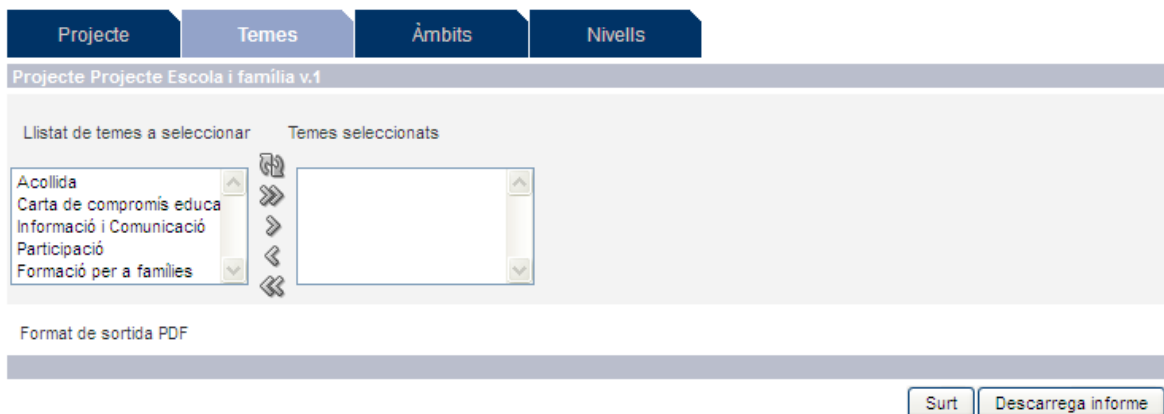 Projecte Temes Àmbits Nivells
Projecte Projecte Escola i família v.1
Llistat de temes a seleccionar Temes seleccionats
Acollida
Carta de compromís educa
Informació i Comunicació
Participació
Formació per a famílies
Format de sortida PDF
Surt Descarrega informe